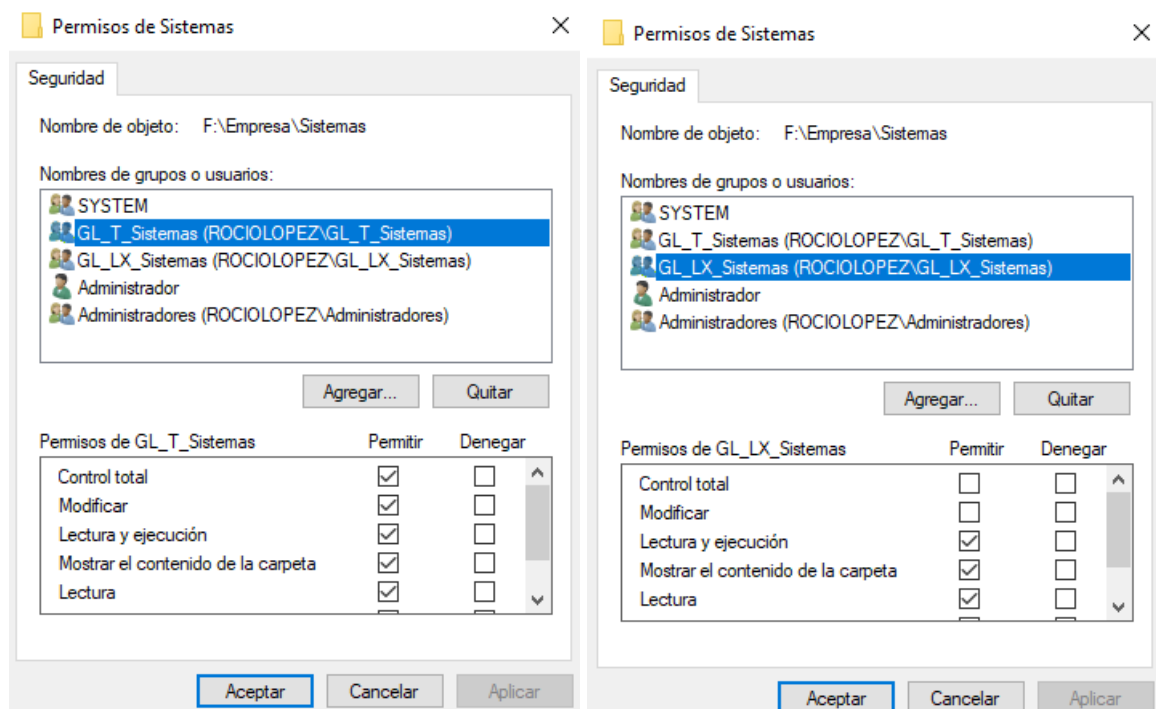 Permisos de Sistemas
Seguridad
Nombre de objeto: F:\Empresa\Sistemas
Nombres de grupos o usuarios:
SYSTEM
GL_T_Sistemas (ROCIOLOPEZ\GL_T_Sistemas)
GL_LX_Sistemas (ROCIOLOPEZ\GL_LX_Sistemas)
Administrador
Administradores (ROCIOLOPEZ\Administradores)
Agregar... Quitar
Permisos de GL_T_Sistemas Permitir Denegar
Control total
Modificar
Lectura y ejecución
Mostrar el contenido de la carpeta
Lectura
Aceptar Cancelar Aplicar
Permisos de Sistemas
Seguridad
Nombre de objeto: F:\Empresa\Sistemas
Nombres de grupos o usuarios:
SYSTEM
GL_T_Sistemas (ROCIOLOPEZ\GL_T_Sistemas)
GL_LX_Sistemas (ROCIOLOPEZ\GL_LX_Sistemas)
Administrador
Administradores (ROCIOLOPEZ\Administradores)
Agregar... Quitar
Permisos de GL_LX_Sistemas Permitir Denegar
Control total
Modificar
Lectura y ejecución
Mostrar el contenido de la carpeta
Lectura
Aceptar Cancelar Aplicar